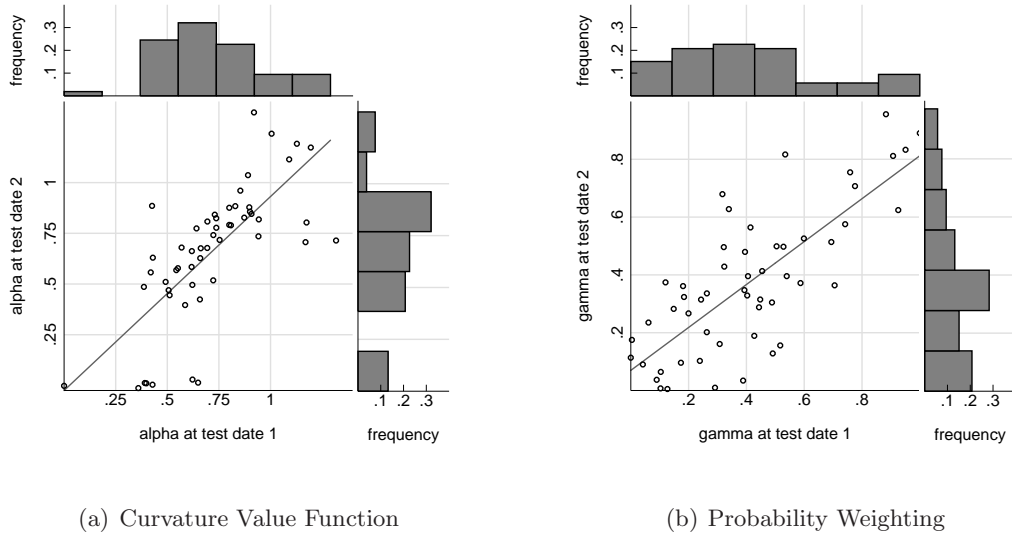 frequency
.1 .2 .3
alpha at test date 2
.25 .5 .75 1
.25 .5 .75 1
alpha at test date 1
.1 .2 .3
frequency
(a) Curvature Value Function
frequency
.1 .2 .3
gamma at test date 2
.2 .4 .6 .8
.2 .4 .6 .8
gamma at test date 1
.1 .2 .3
frequency
(b) Probability Weighting